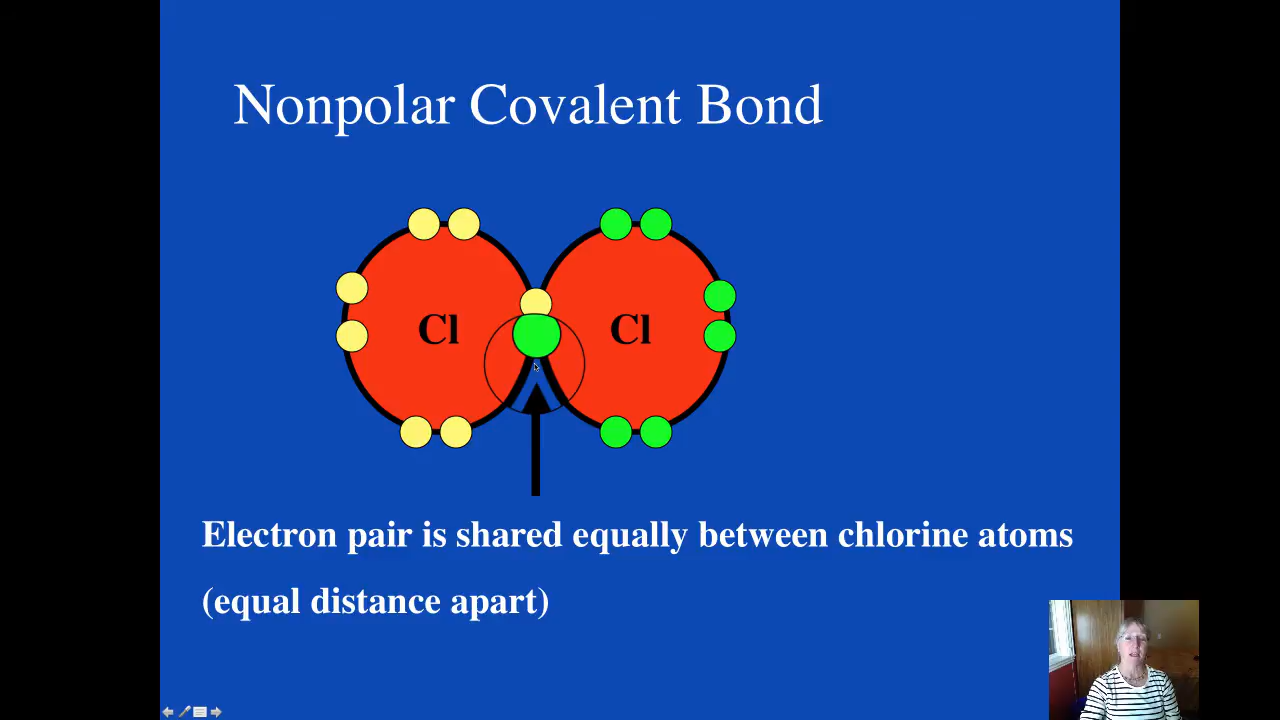 Nonpolar Covalent Bond
Cl Cl
Electron pair is shared equally between chlorine atoms
(equal distance apart)